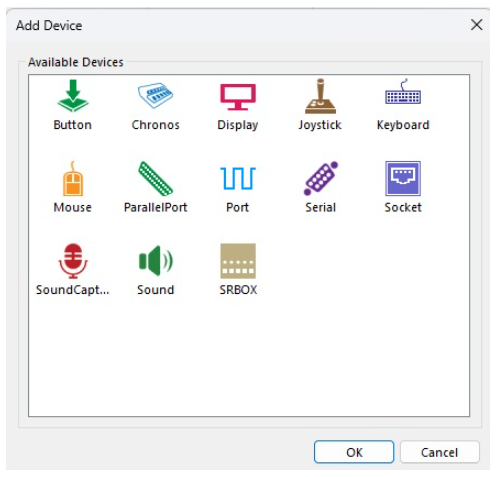 Add Device
Available Devices
Button Chronos Display Joystick Keyboard
Mouse ParallelPort Port Serial Socket
SoundCapt... Sound SRBOX
OK Cancel